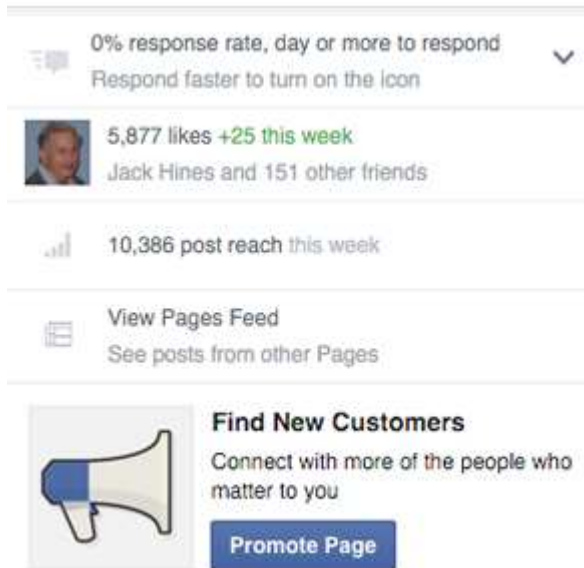 0% response rate, day or more to respond
Respond faster to turn on the icon
5,877 likes +25 this week
Jack Hines and 151 other friends
10,386 post reach this week
View Pages Feed
See posts from other Pages
Find New Customers
Connect with more of the people who
matter to you
Promote Page